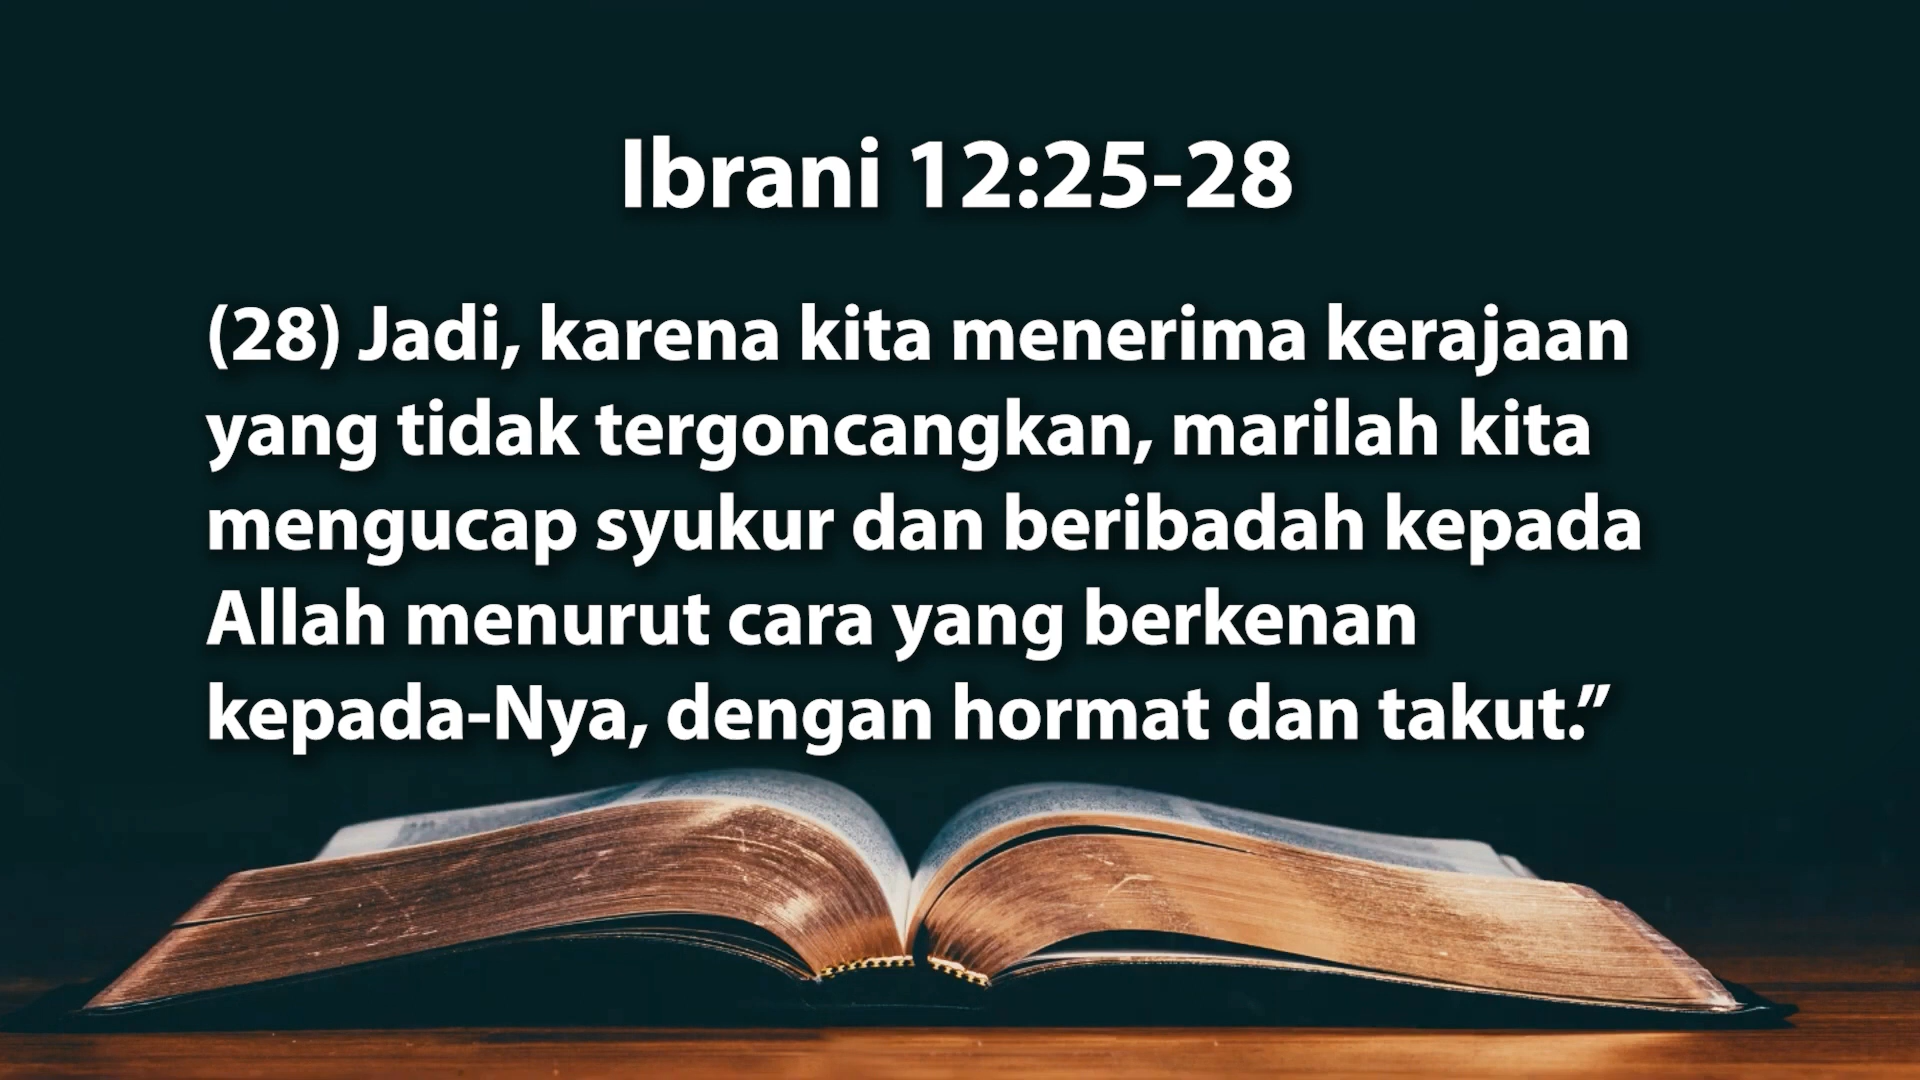 Ibrani 12:25-28
(28) Jadi, karena kita menerima kerajaan
yang tidak tergoncangkan, marilah kita
mengucap syukur dan beribadah kepada
Allah menurut cara yang berkenan
kepada-Nya, dengan hormat dan takut.”